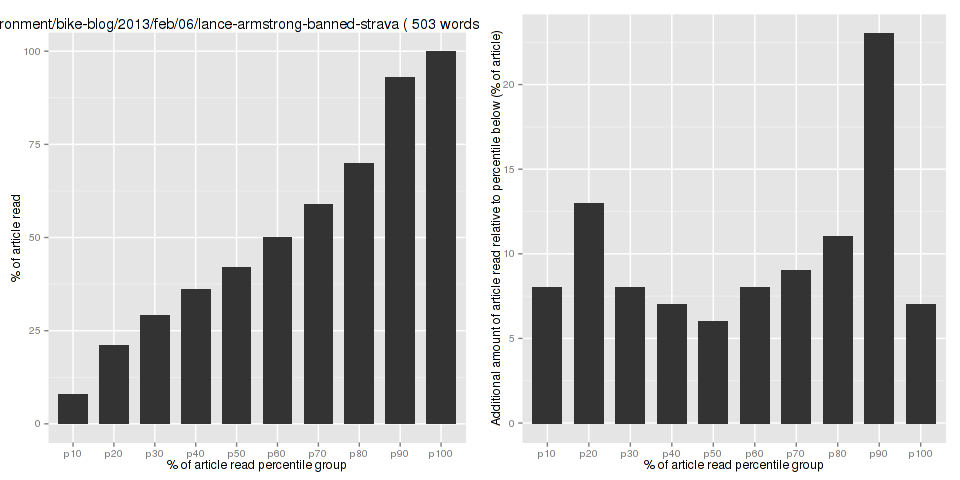 ronment/bike-blog/2013/feb/06/lance-armstrong-banned-strava ( 503 words
% of article read
100
75
50
25
0
p10 p20 p30 p40 p50 p60 p70 p80 p90 p100
% of article read percentile group
Additional amount of article read relative to percentile below (% of article)
20
15
10
5
0
p10 p20 p30 p40 p50 p60 p70 p80 p90 p100
% of article read percentile group